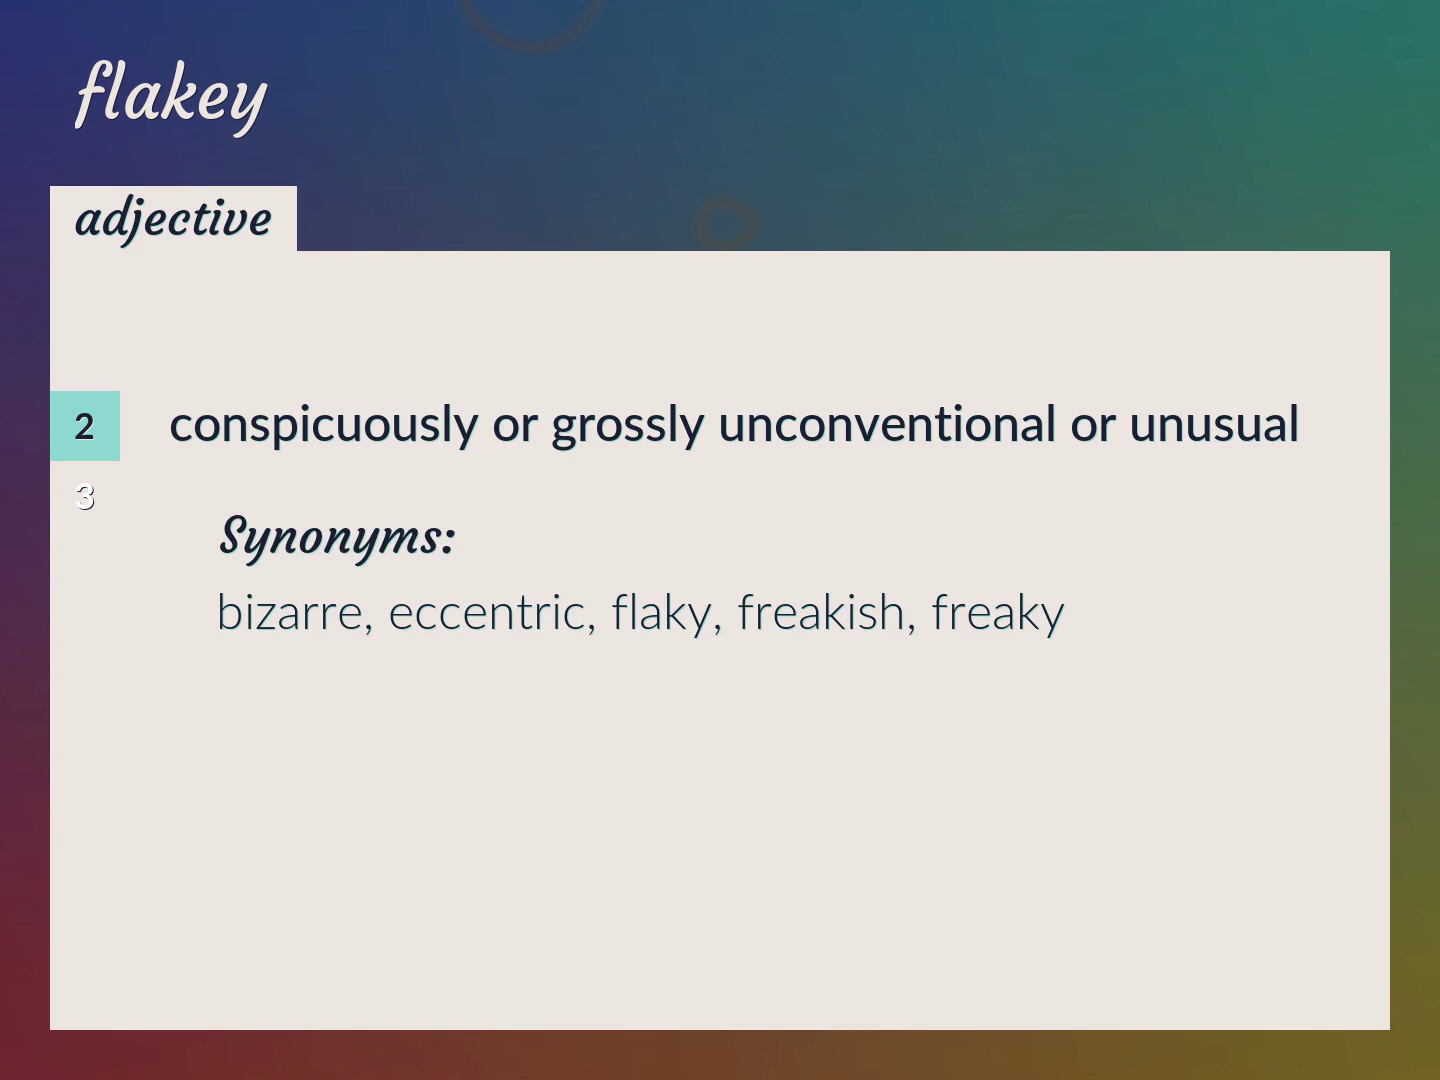 flakey
adjective
2
conspicuously or grossly unconventional or unusual
3
Synonyms:
bizarre, eccentric, flaky, freakish, freaky